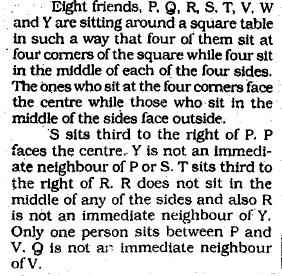 Eight friends, P, Q, R, S, T, V, W
and Y are sitting around a square table
in such a way that four of them sit at
four corners of the square while four sit
in the middle of each of the four sides.
The ones who sit at the four corners face
the centre while those who sit in the
middle of the sides face outside.
S sits third to the right of P. P
faces the centre. Y is not an immedi-
ate neighbour of P or S. T sits third to
the right of R. R does not sit in the
middle of any of the sides and also R
is not an immediate neighbour of Y.
Only one person sits between P and
V. Q is not an immediate neighbour
of V.